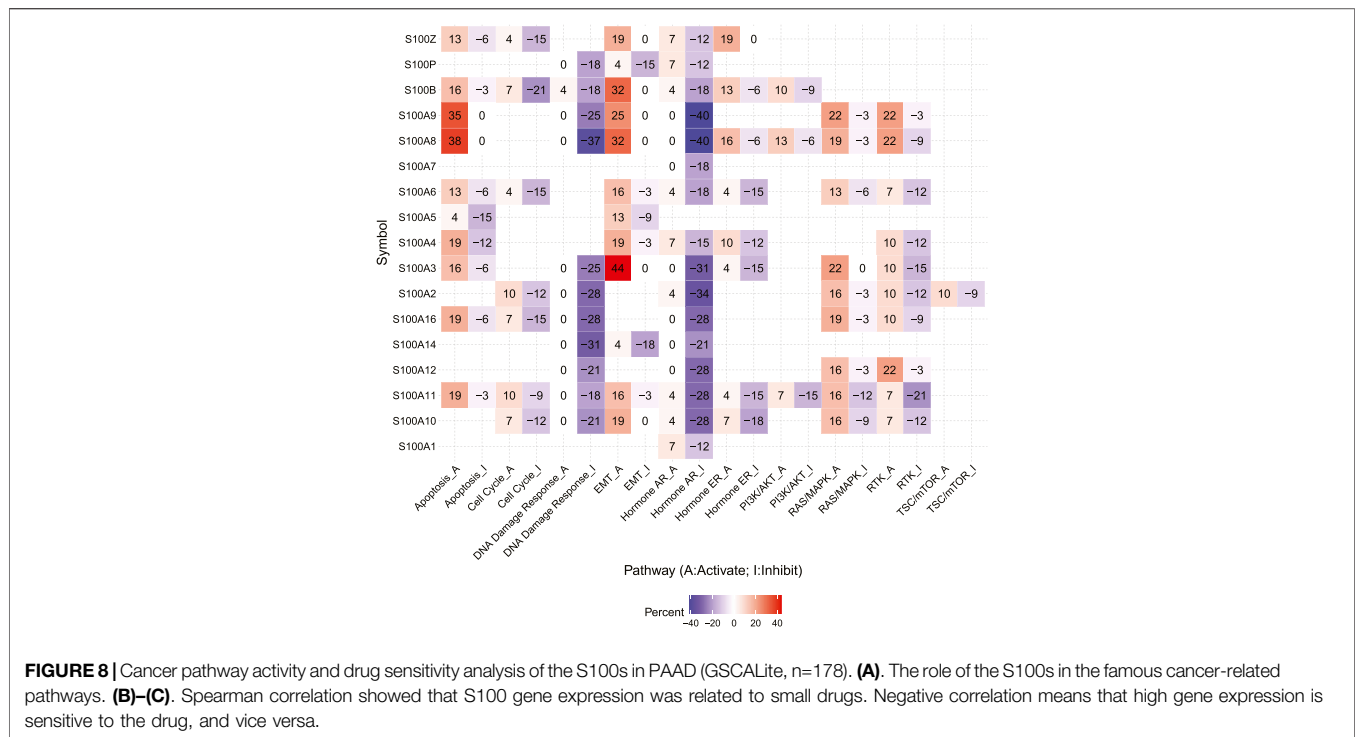 S100Z 13 −6 4 −15 19 0 7 −12 19 0
S100P 0 −18 4 −15 7 −12
S100B 16 −3 7 −21 4 −18 32 0 4 −18 13 −6 10 −9
S100A9 35 0 0 −25 25 0 0 −40 22 −3 22 −3
S100A8 38 0 0 −37 32 0 0 −40 16 −6 13 −6 19 −3 22 −9
S100A7 0 −18
S100A6 13 −6 4 −15 16 −3 4 −18 4 −15 13 −6 7 −12
S100A5 4 −15 13 −9
S100A4 19 −12 19 −3 7 −15 10 −12 10 −12
S100A3 16 −6 0 −25 44 0 0 −31 4 −15 22 0 10 −15
S100A2 10 −12 0 −28 4 −34 16 −3 10 −12 10 −9
S100A16 19 −6 7 −15 0 −28 0 −28 19 −3 10 −9
S100A14 0 −31 4 −18 0 −21
S100A12 0 −21 0 −28 16 −3 22 −3
S100A11 19 −3 10 −9 0 −18 16 −3 4 −28 4 −15 7 −15 16 −12 7 −21
S100A10 7 −12 0 −21 19 0 4 −28 7 −18 16 −9 7 −12
S100A1 7 −12
Symbol
Apoptosis_A
Apoptosis_I
Cell Cycle_A
Cell Cycle_I
DNA Damage Response_A
DNA Damage Response_I
EMT_A
EMT_I
Hormone AR_A
Hormone AR_I
Hormone ER_A
Hormone ER_I
PI3K/AKT_A
PI3K/AKT_I
RAS/MAPK_A
RAS/MAPK_I
RTK_A
RTK_I
TSC/mTOR_A
TSC/mTOR_I
Pathway (A:Activate; I:Inhibit)
Percent
−40 −20 0 20 40
FIGURE 8 | Cancer pathway activity and drug sensitivity analysis of the S100s in PAAD (GSCALite, n=178). (A). The role of the S100s in the famous cancer-related
pathways. (B)–(C). Spearman correlation showed that S100 gene expression was related to small drugs. Negative correlation means that high gene expression is
sensitive to the drug, and vice versa.